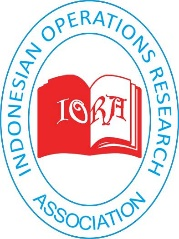 INDONESIAN OPERATIONS RESEARCH
IORA
ASSOCIATION